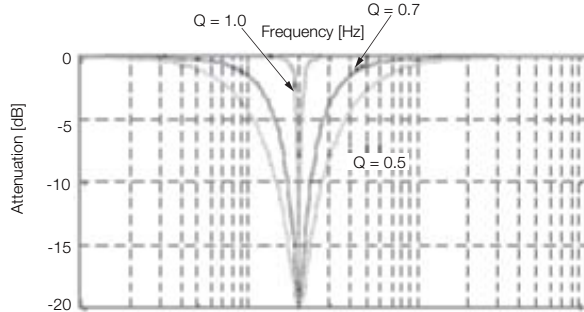 Q = 0.7
Q = 1.0
Frequency [Hz]
0
-5
Q = 0.5
-10
-15
-20
Attenuation [dB]